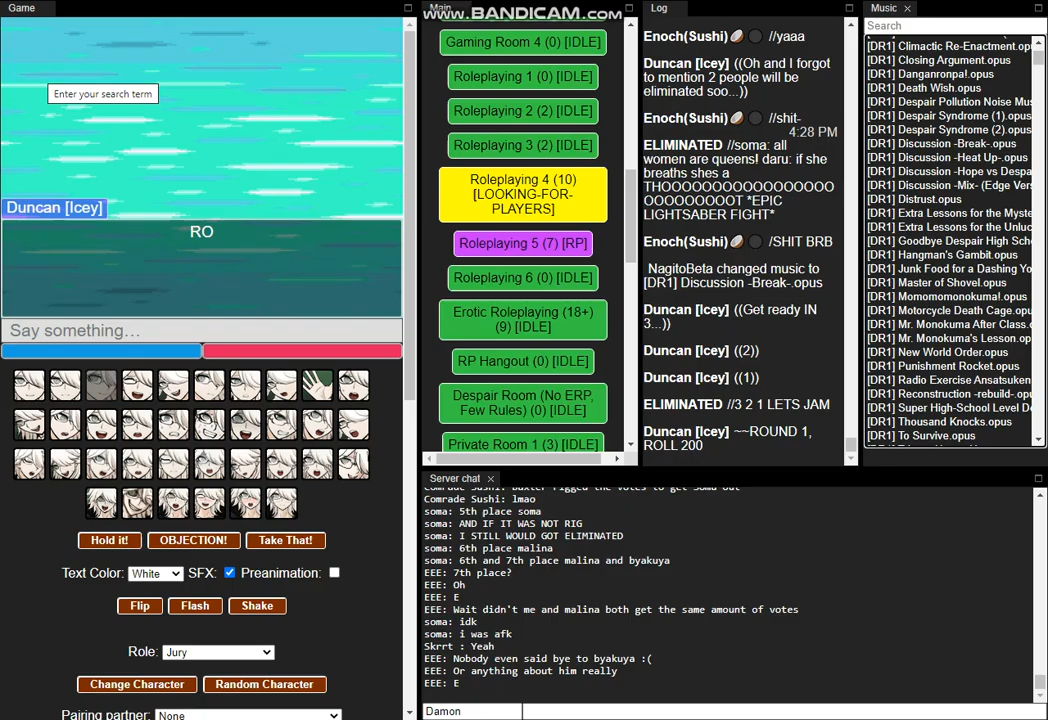 Game
Enter your search term
Duncan [Icey]
RO
Say something…
Hold it!
OBJECTION!
Take That!
Text Color: White SFX: Preanimation:
Flip
Flash
Shake
Role: Jury
Change Character
Random Character
Pairing partner: None
Main
WWW.BANDICAM.COM
Gaming Room 4 (0) [IDLE]
Roleplaying 1 (0) [IDLE]
Roleplaying 2 (2) [IDLE]
Roleplaying 3 (2) [IDLE]
Roleplaying 4 (10)
[LOOKING-FOR-
PLAYERS]
Roleplaying 5 (7) [RP]
Roleplaying 6 (0) [IDLE]
Erotic Roleplaying (18+)
(9) [IDLE]
RP Hangout (0) [IDLE]
Despair Room (No ERP,
Few Rules) (0) [IDLE]
Private Room 1 (3) [IDLE]
Log
Enoch(Sushi) //yaaa
Duncan [Icey] ((Oh and I forgot
to mention 2 people will be
eliminated soo...))
Enoch(Sushi) //shit-
4:28 PM
ELIMINATED //soma: all
women are queens! daru: if she
breaths shes a
THOOOOOOOOOOOOOOOOO
OOOOOOOOOT *EPIC
LIGHTSABER FIGHT*
Enoch(Sushi) /SHIT BRB
NagitoBeta changed music to
[DR1] Discussion -Break-.opus
Duncan [Icey] ((Get ready IN
3...))
Duncan [Icey] ((2))
Duncan [Icey] ((1))
ELIMINATED //3 2 1 LETS JAM
Duncan [Icey] ~~ROUND 1,
ROLL 200
Music
Search
[DR1] Climactic Re-Enactment.opu
[DR1] Closing Argument.opus
[DR1] Danganronpa!.opus
[DR1] Death Wish.opus
[DR1] Despair Pollution Noise Mus
[DR1] Despair Syndrome (1).opus
[DR1] Despair Syndrome (2).opus
[DR1] Discussion -Break-.opus
[DR1] Discussion -Heat Up-.opus
[DR1] Discussion -Hope vs Despa
[DR1] Discussion -Mix- (Edge Vers
[DR1] Distrust.opus
[DR1] Extra Lessons for the Myste
[DR1] Extra Lessons for the Unluc
[DR1] Goodbye Despair High Scho
[DR1] Hangman's Gambit.opus
[DR1] Junk Food for a Dashing Yo
[DR1] Master of Shovel.opus
[DR1] Momomomonokuma!.opus
[DR1] Motorcycle Death Cage.opus
[DR1] Mr. Monokuma After Class.o
[DR1] Mr. Monokuma's Lesson.op
[DR1] New World Order.opus
[DR1] Punishment Rocket.opus
[DR1] Radio Exercise Ansatsuken
[DR1] Reconstruction -rebuild-.opu
[DR1] Super High-School Level De
[DR1] Thousand Knocks.opus
[DR1] To Survive.opus
Server chat
Comrade Sushi: lmao
soma: 5th place soma
soma: AND IF IT WAS NOT RIG
soma: I STILL WOULD GOT ELIMINATED
soma: 6th place malina
soma: 6th and 7th place malina and byakuya
EEE: 7th place?
EEE: Oh
EEE: E
EEE: Wait didn't me and malina both get the same amount of votes
soma: idk
soma: i was afk
Skrrt : Yeah
EEE: Nobody even said bye to byakuya :(
EEE: Or anything about him really
EEE: E
Damon